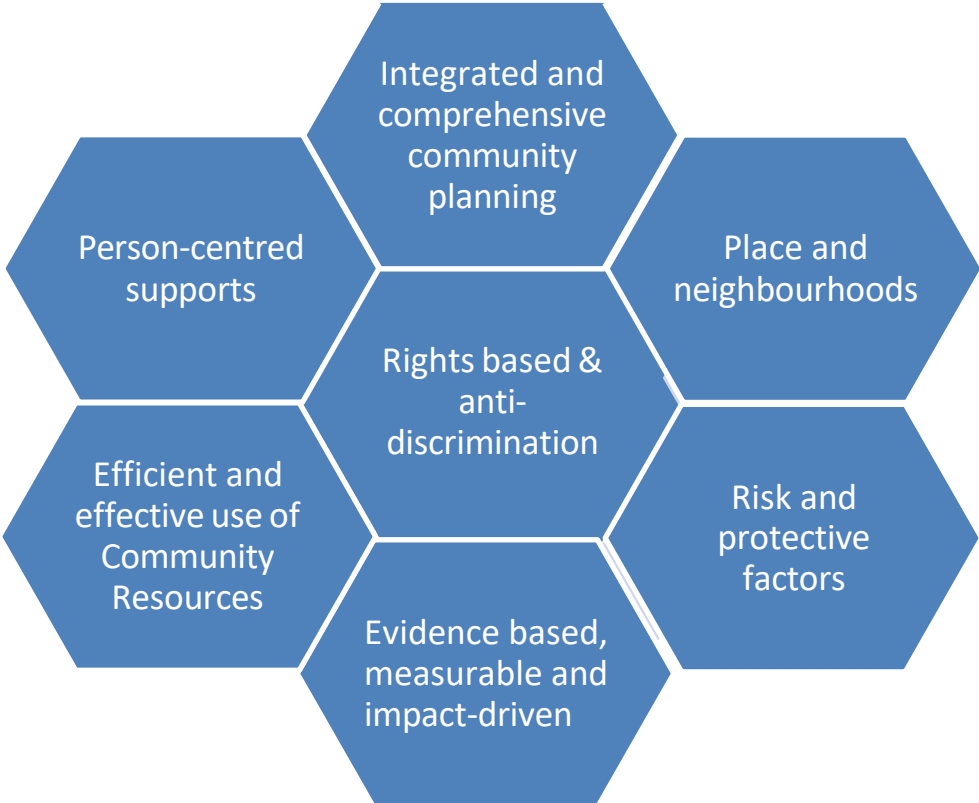 Integrated and
comprehensive
community
planning
Person-centred
supports
Place and
neighbourhoods
Rights based &
anti-
discrimination
Efficient and
effective use of
Community
Resources
Risk and
protective
factors
Evidence based,
measurable and
impact-driven